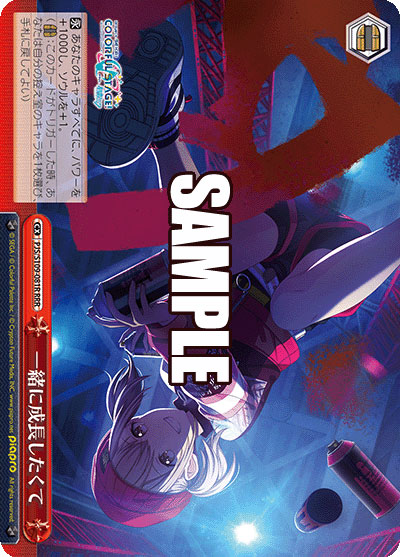 COLORFUL STAGE!
【永】 あなたのキャラすべてに、パワーを
+1000し、ソウルを+1。
(：このカードがトリガーした時、あ
なたは自分の控え室のキャラを1枚選び、
手札に戻してよい)
SAMPLE
CX
PJS/S109-081R RRR
一緒に成長したくて
© SEGA / © Colorful Palette Inc. / © Crypton Future Media, INC. www.piapro.net piapro All rights reserved.